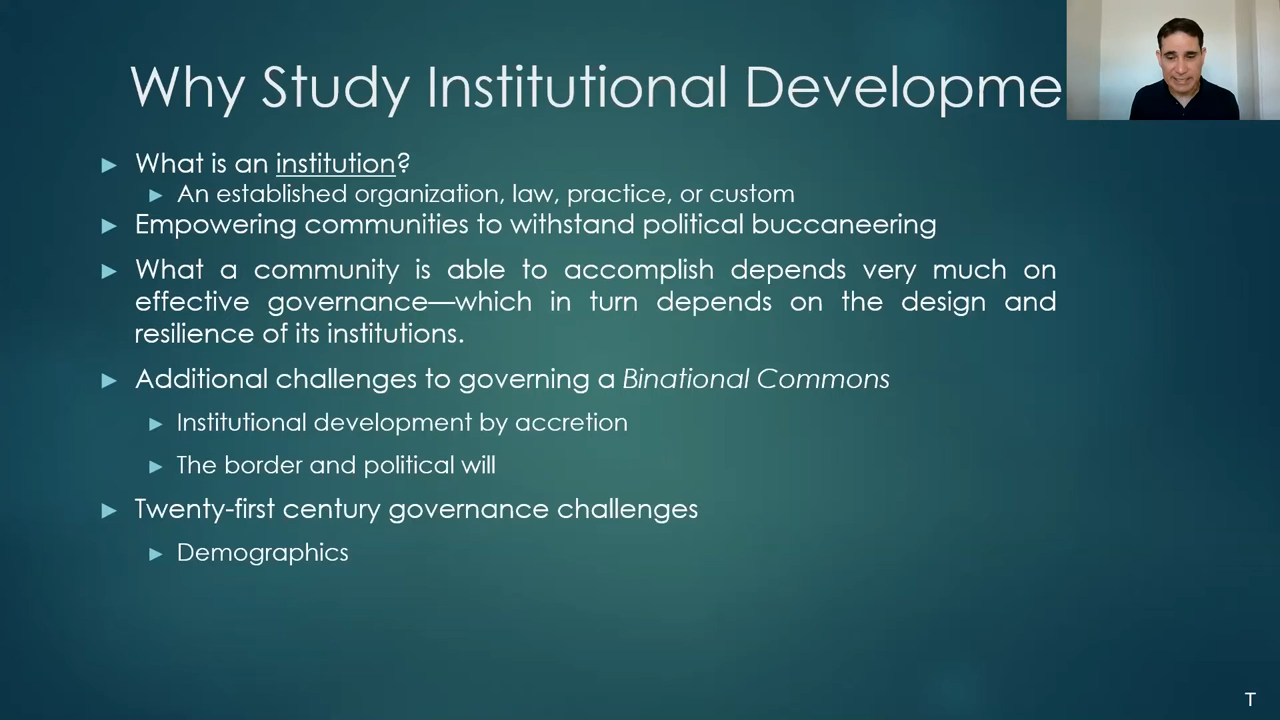 Why Study Institutional Developme
What is an institution?
An established organization, law, practice, or custom
Empowering communities to withstand political buccaneering
What a community is able to accomplish depends very much on
effective governance—which in turn depends on the design and
resilience of its institutions.
Additional challenges to governing a Binational Commons
Institutional development by accretion
The border and political will
Twenty-first century governance challenges
Demographics
T